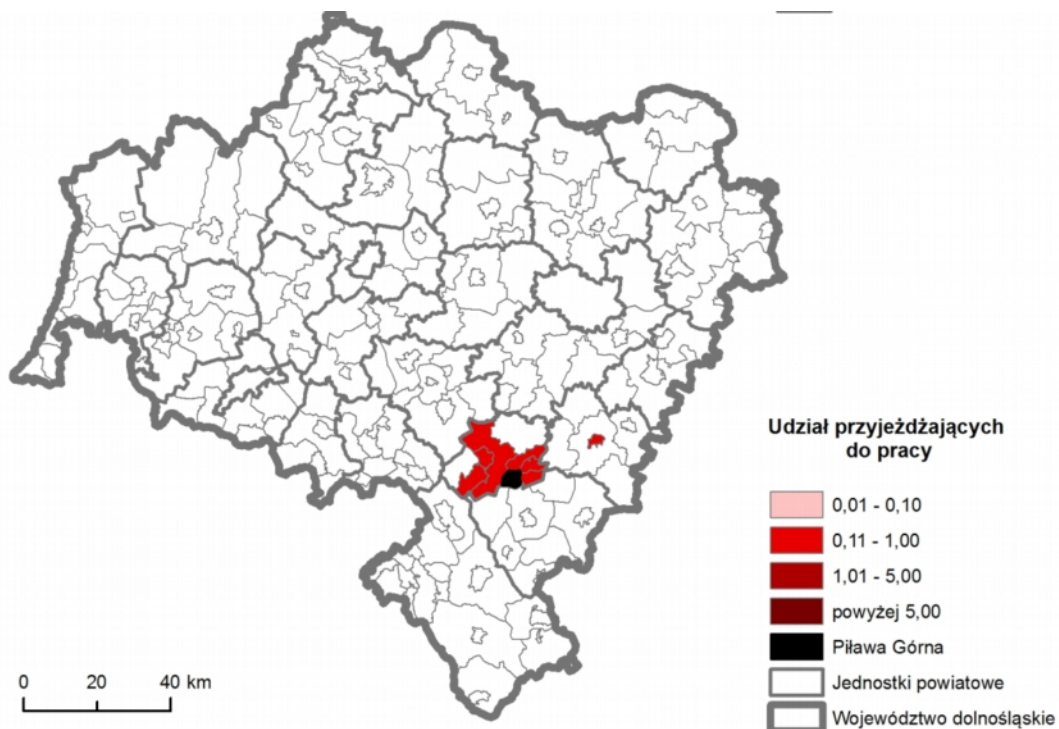 Udział przyjeżdżających
do pracy
0,01 - 0,10
0,11 - 1,00
1,01 - 5,00
powyżej 5,00
Piława Górna
Jednostki powiatowe
Województwo dolnośląskie
0 20 40 km